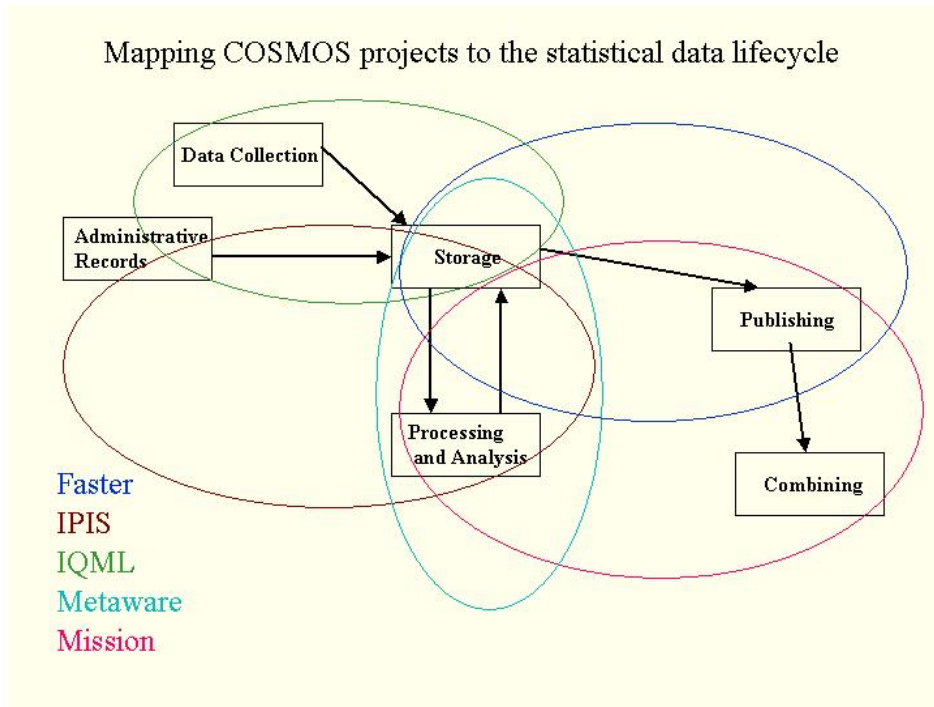 Mapping COSMOS projects to the statistical data lifecycle
Data Collection
Administrative
Records
Storage
Publishing
Processing
and Analysis
Combining
Faster
IPIS
IQML
Metaware
Mission